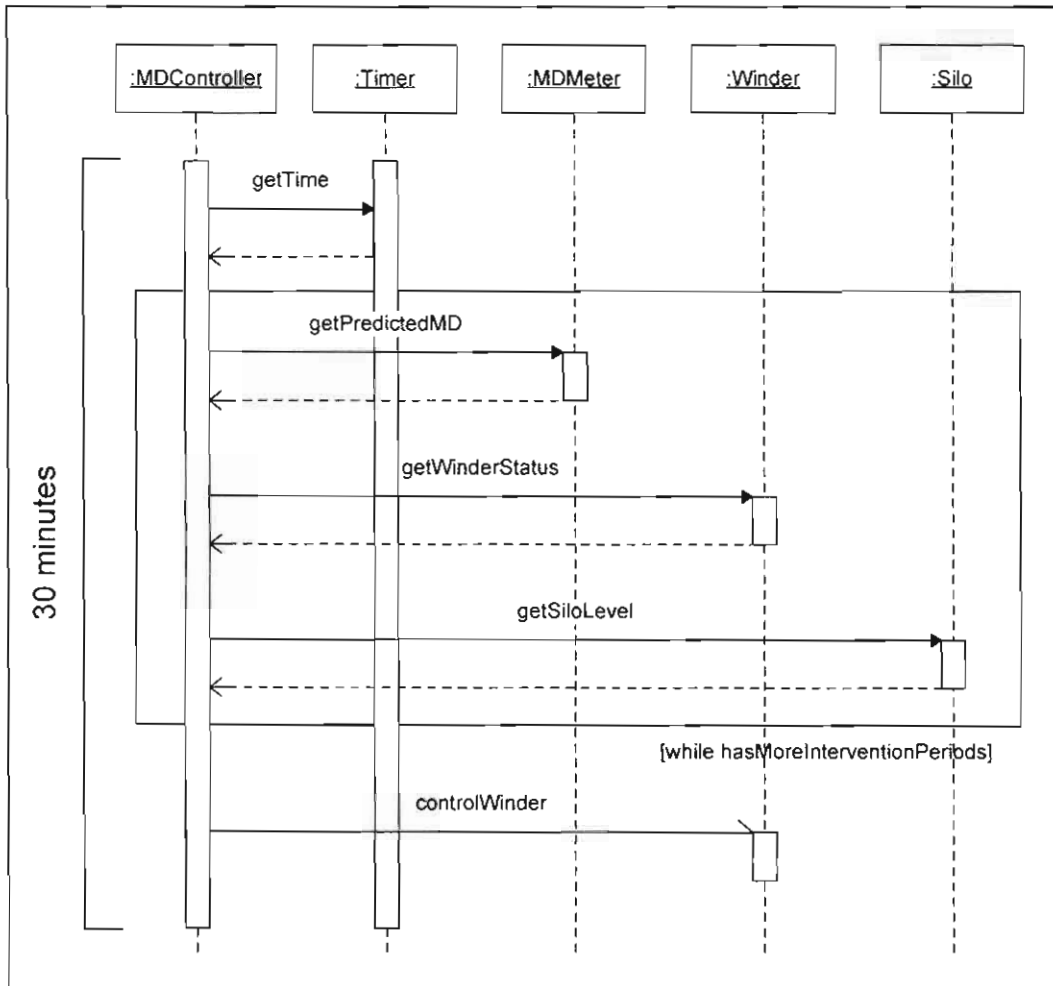 :MDController
:Timer
:MDMeter
:Winder
:Silo
getTime
getPredictedMD
getWinderStatus
30 minutes
getSiloLevel
[while hasMoreInterventionPeriods]
controlWinder